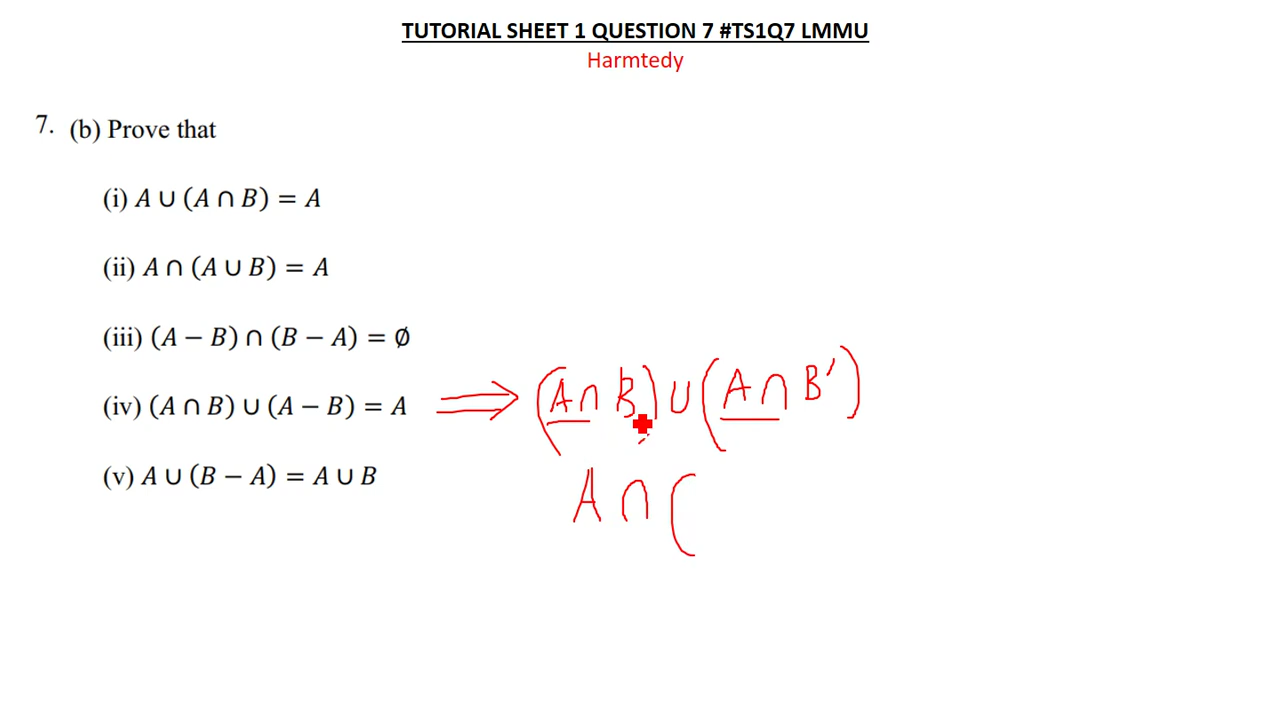 TUTORIAL SHEET 1 QUESTION 7 #TS1Q7 LMMU
Harmtedy
7. (b) Prove that
(i) A ∪ (A ∩ B) = A
(ii) A ∩ (A ∪ B) = A
(iii) (A − B) ∩ (B − A) = ∅
(iv) (A ∩ B) ∪ (A − B) = A ⟹ (A ∩ B) ∪ (A ∩ B′)
A ∩ (
(v) A ∪ (B − A) = A ∪ B